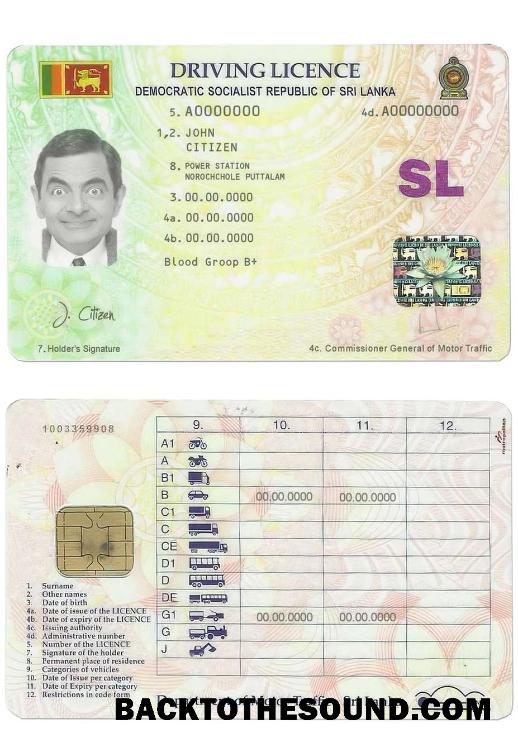 DRIVING LICENCE
DEMOCRATIC SOCIALIST REPUBLIC OF SRI LANKA
5. A0000000
4d. A00000000
1,2. JOHN
CITIZEN
8. POWER STATION
NOROCHCHOLE PUTTALAM
SL
3. 00.00.0000
4a. 00.00.0000
4b. 00.00.0000
Blood Group B+
J. Citizen
7. Holder's Signature
4c. Commissioner General of Motor Traffic
1003359908
9. 10. 11. 12.
A1
A
B1
B 00.00.0000 00.00.0000
C1
C
CE
D1
D
DE
G1 00.00.0000 00.00.0000
G
J
1. Surname
2. Other names
3. Date of birth
4a. Date of issue of the LICENCE
4b. Date of expiry of the LICENCE
4c. Issuing authority
4d. Administrative number
5. Number of the LICENCE
7. Signature of the holder
8. Permanent place of residence
9. Categories of vehicles
10. Date of Issue per category
11. Date of Expiry per category
12. Restrictions in code form
Department of Motor Traffic Sri Lanka
BACKTOTHESOUND.COM